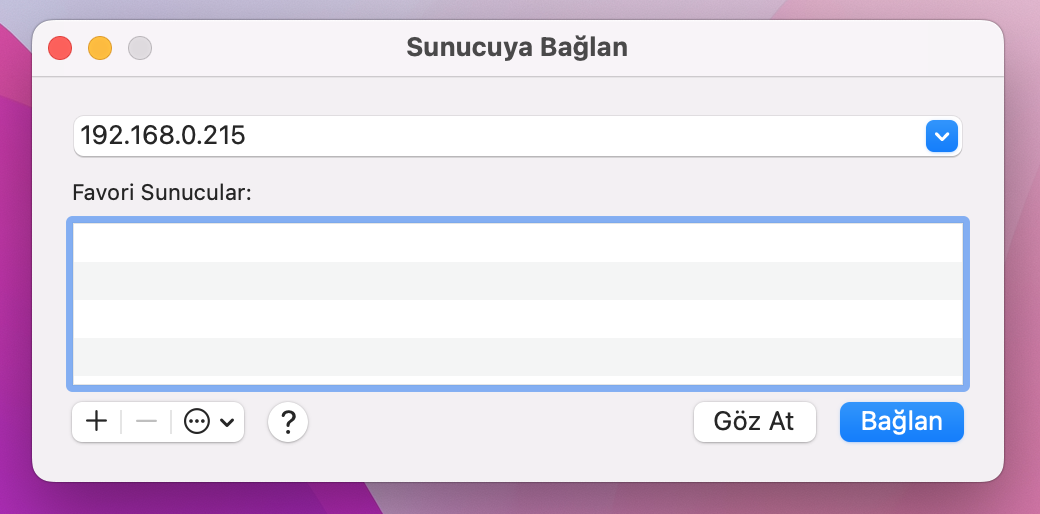 Sunucuya Bağlan
192.168.0.215
Favori Sunucular:
?
Göz At
Bağlan